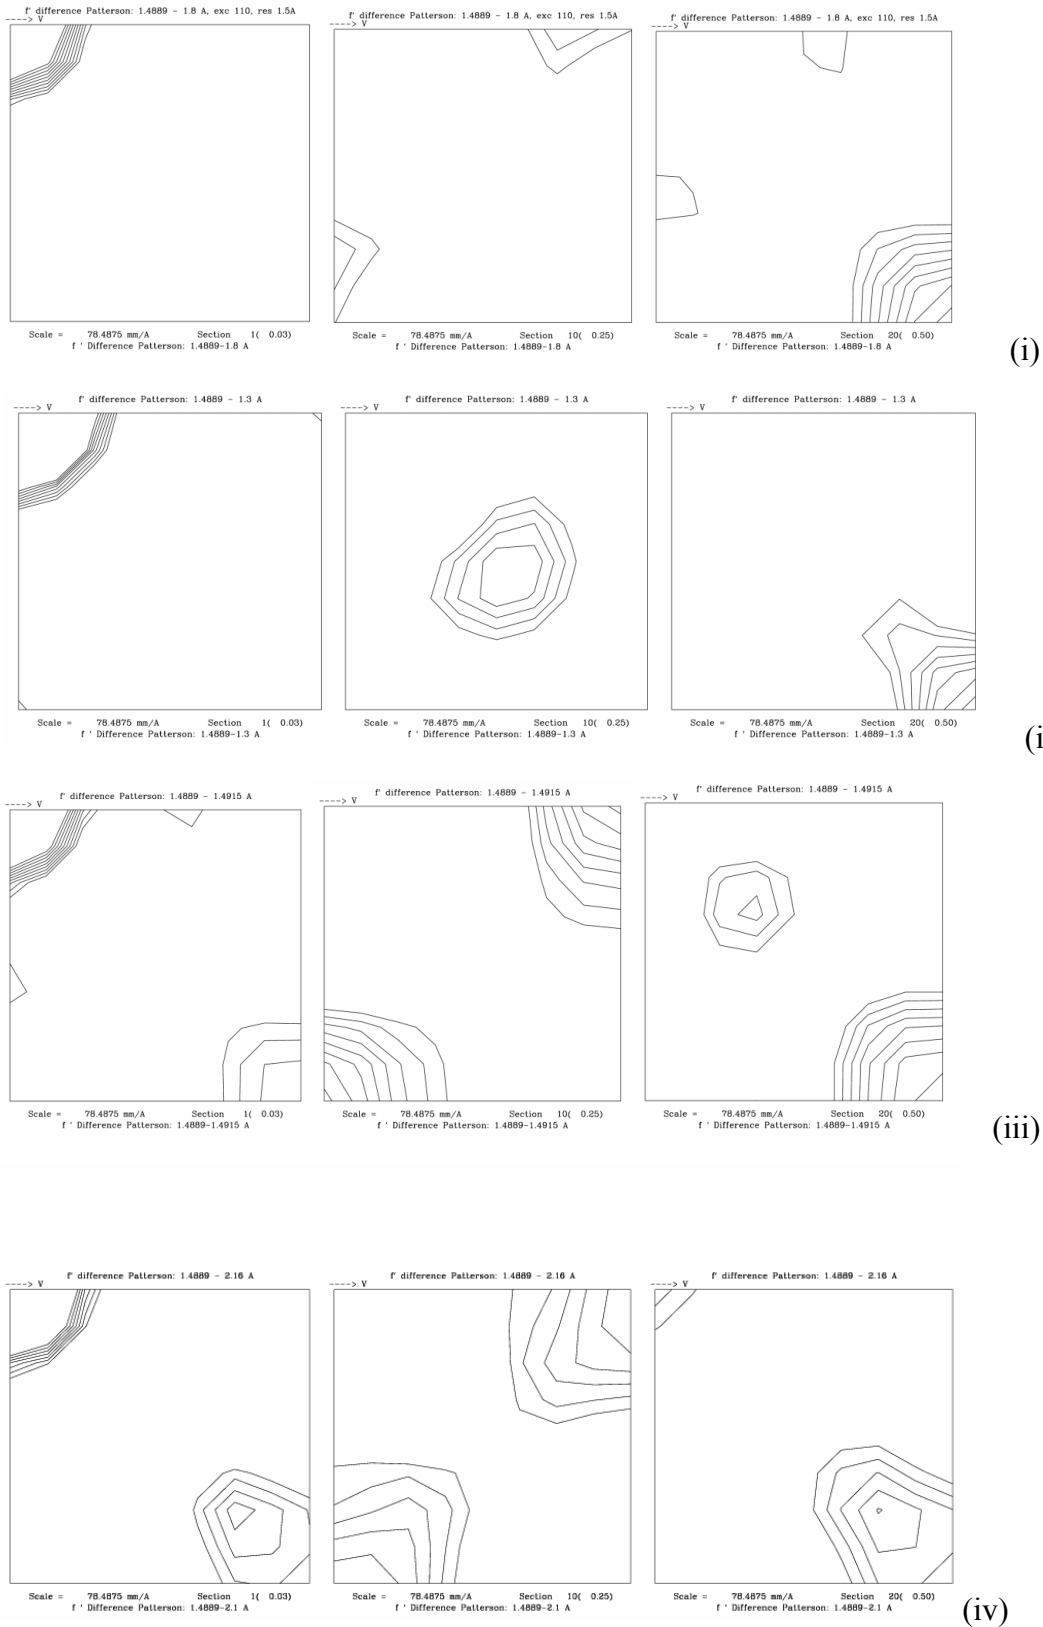 f' difference Patterson: 1.4889 - 1.8 A, exc 110, res 1.5A
f' difference Patterson: 1.4889 - 1.8 A, exc 110, res 1.5A
f' difference Patterson: 1.4889 - 1.8 A, exc 110, res 1.5A
----> V
----> V
----> V
Scale = 78.4875 mm/A Section 1( 0.03)
f ' Difference Patterson: 1.4889-1.8 A
Scale = 78.4875 mm/A Section 10( 0.25)
f ' Difference Patterson: 1.4889-1.8 A
Scale = 78.4875 mm/A Section 20( 0.50)
f ' Difference Patterson: 1.4889-1.8 A
(i)
f' difference Patterson: 1.4889 - 1.3 A
f' difference Patterson: 1.4889 - 1.3 A
f' difference Patterson: 1.4889 - 1.3 A
----> V
----> V
----> V
Scale = 78.4875 mm/A Section 1( 0.03)
f ' Difference Patterson: 1.4889-1.3 A
Scale = 78.4875 mm/A Section 10( 0.25)
f ' Difference Patterson: 1.4889-1.3 A
Scale = 78.4875 mm/A Section 20( 0.50)
f ' Difference Patterson: 1.4889-1.3 A
(i
f' difference Patterson: 1.4889 - 1.4915 A
f' difference Patterson: 1.4889 - 1.4915 A
f' difference Patterson: 1.4889 - 1.4915 A
----> V
----> V
----> V
Scale = 78.4875 mm/A Section 1( 0.03)
f ' Difference Patterson: 1.4889-1.4915 A
Scale = 78.4875 mm/A Section 10( 0.25)
f ' Difference Patterson: 1.4889-1.4915 A
Scale = 78.4875 mm/A Section 20( 0.50)
f ' Difference Patterson: 1.4889-1.4915 A
(iii)
f' difference Patterson: 1.4889 - 2.16 A
f' difference Patterson: 1.4889 - 2.16 A
f' difference Patterson: 1.4889 - 2.16 A
----> V
----> V
----> V
Scale = 78.4875 mm/A Section 1( 0.03)
f ' Difference Patterson: 1.4889-2.1 A
Scale = 78.4875 mm/A Section 10( 0.25)
f ' Difference Patterson: 1.4889-2.1 A
Scale = 78.4875 mm/A Section 20( 0.50)
f ' Difference Patterson: 1.4889-2.1 A
(iv)